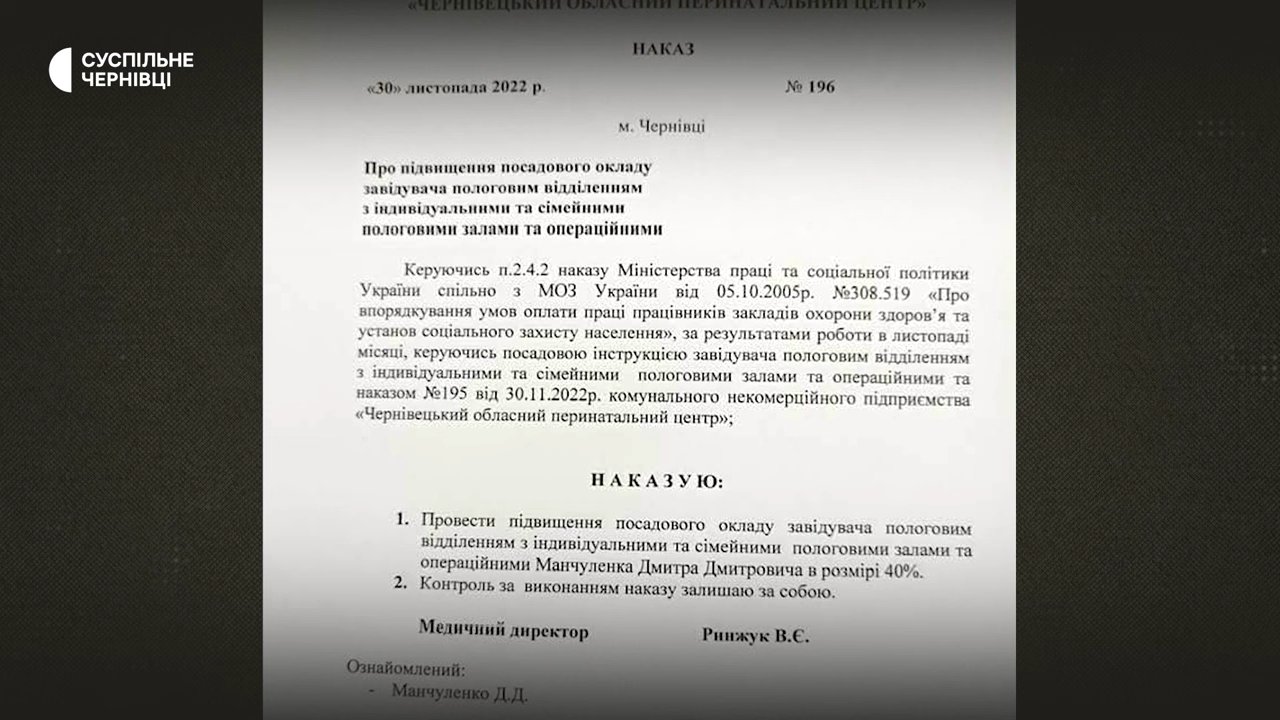 «ЧЕРНІВЕЦЬКИЙ ОБЛАСНИЙ ПЕРИНАТАЛЬНИЙ ЦЕНТР»
СУСПІЛЬНЕ
ЧЕРНІВЦІ
НАКАЗ
«30» листопада 2022 р. № 196
м. Чернівці
Про підвищення посадового окладу
завідувача пологовим відділенням
з індивідуальними та сімейними
пологовими залами та операційними
Керуючись п.2.4.2 наказу Міністерства праці та соціальної політики
України спільно з МОЗ України від 05.10.2005р. №308.519 «Про
впорядкування умов оплати праці працівників закладів охорони здоров’я та
установ соціального захисту населення», за результатами роботи в листопаді
місяці, керуючись посадовою інструкцією завідувача пологовим відділенням
з індивідуальними та сімейними пологовими залами та операційними та
наказом №195 від 30.11.2022р. комунального некомерційного підприємства
«Чернівецький обласний перинатальний центр»;
Н А К А З У Ю:
1. Провести підвищення посадового окладу завідувача пологовим
відділенням з індивідуальними та сімейними пологовими залами та
операційними Манчуленка Дмитра Дмитровича в розмірі 40%.
2. Контроль за виконанням наказу залишаю за собою.
Медичний директор Ринжук В.Є.
Ознайомлений:
- Манчуленко Д.Д.